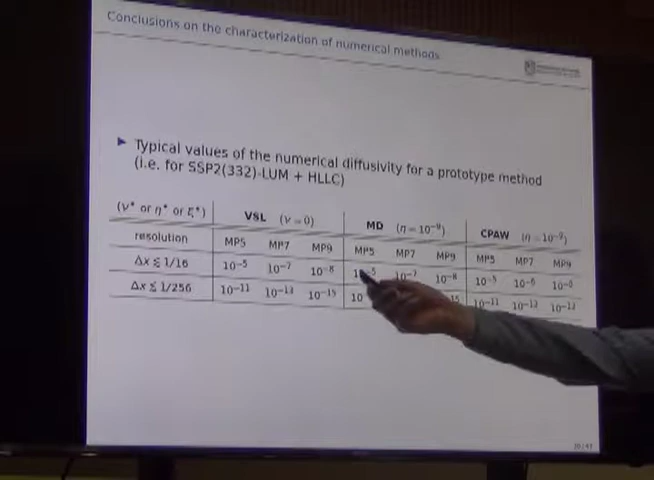 Conclusions on the characterization of numerical methods
▶ Typical values of the numerical diffusivity for a prototype method
(i.e. for SSP2(332)-LUM + HLLC)
(ν* or η* or ξ*) VSL (ν = 0) MD (η = 10⁻⁹) CPAW (η = 10⁻⁹)
resolution MP5 MP7 MP9 MP5 MP7 MP9 MP5 MP7 MP9
Δx ≲ 1/16 10⁻⁵ 10⁻⁷ 10⁻⁸ 10⁻⁵ 10⁻⁷ 10⁻⁸ 10⁻⁵ 10⁻⁶
Δx ≲ 1/256 10⁻¹¹ 10⁻¹³ 10⁻¹⁵ 10 15 10⁻¹¹ 10⁻¹² 10⁻¹³